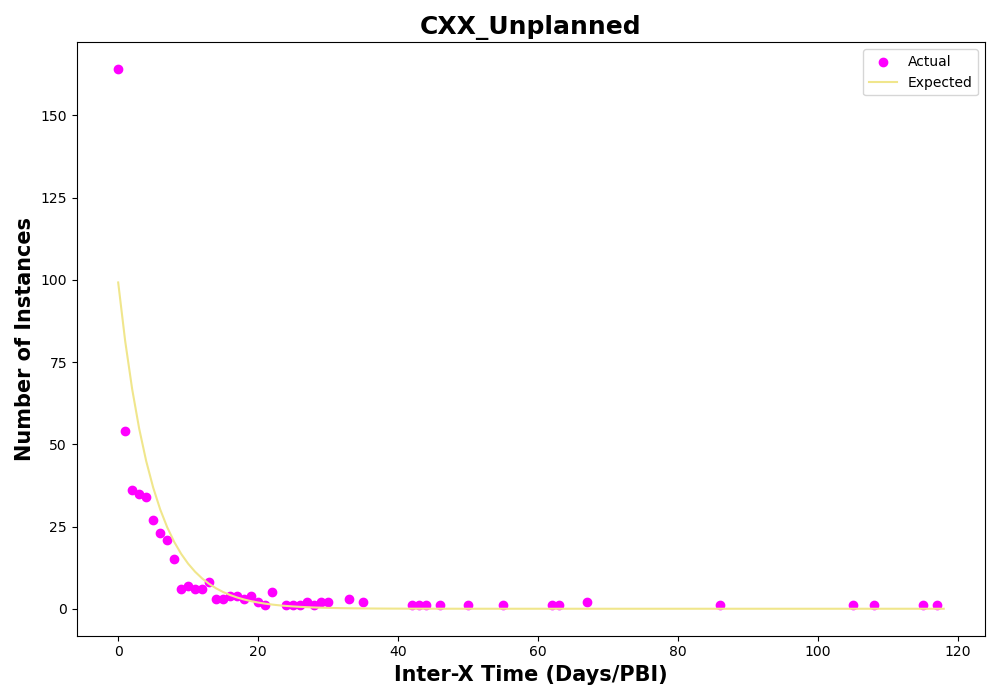 CXX_Unplanned
Actual
Expected
Number of Instances
150
125
100
75
50
25
0
0 20 40 60 80 100 120
Inter-X Time (Days/PBI)